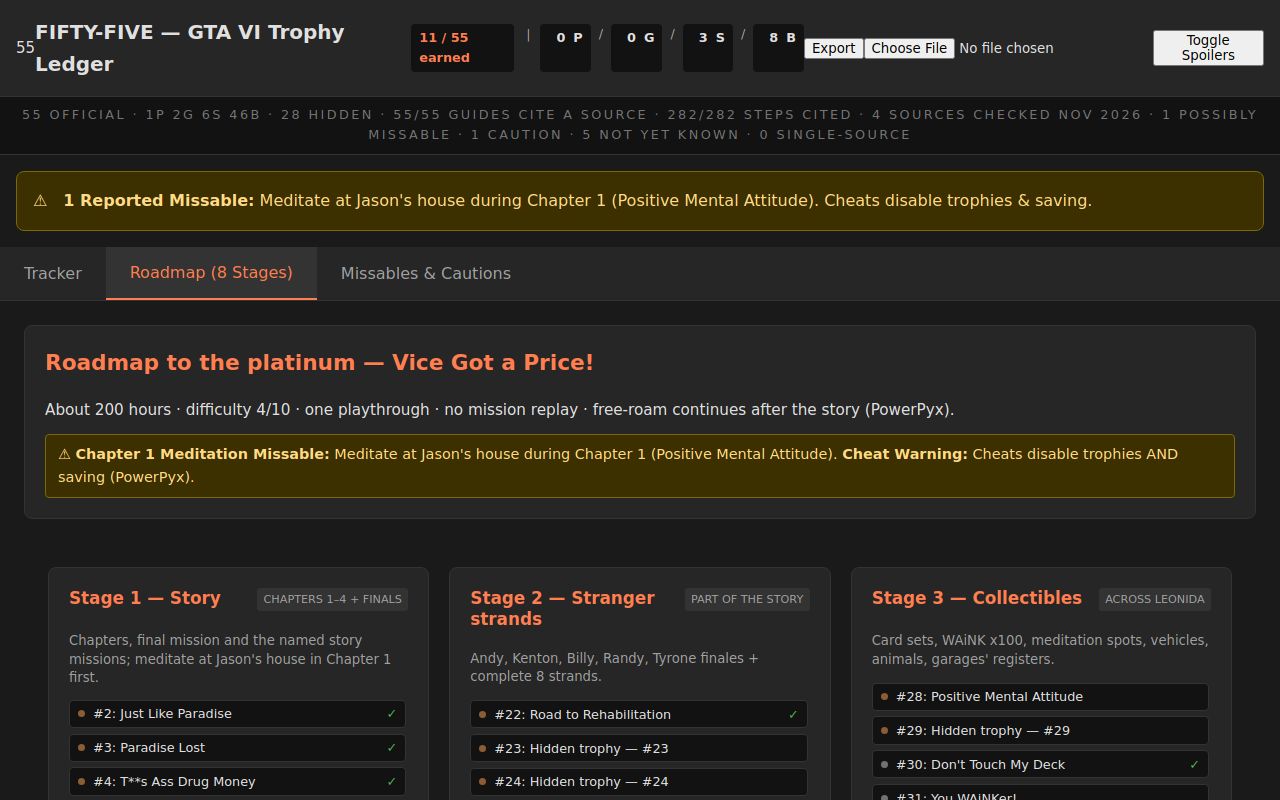 55
FIFTY-FIVE — GTA VI Trophy
Ledger
11 / 55
earned
|
0 P
/
0 G
/
3 S
/
8 B
Export
Choose File
No file chosen
Toggle
Spoilers
55 OFFICIAL · 1P 2G 6S 46B · 28 HIDDEN · 55/55 GUIDES CITE A SOURCE · 282/282 STEPS CITED · 4 SOURCES CHECKED NOV 2026 · 1 POSSIBLY
MISSABLE · 1 CAUTION · 5 NOT YET KNOWN · 0 SINGLE-SOURCE
⚠ 1 Reported Missable: Meditate at Jason's house during Chapter 1 (Positive Mental Attitude). Cheats disable trophies & saving.
Tracker
Roadmap (8 Stages)
Missables & Cautions
Roadmap to the platinum — Vice Got a Price!
About 200 hours · difficulty 4/10 · one playthrough · no mission replay · free-roam continues after the story (PowerPyx).
⚠ Chapter 1 Meditation Missable: Meditate at Jason's house during Chapter 1 (Positive Mental Attitude). Cheat Warning: Cheats disable trophies AND
saving (PowerPyx).
Stage 1 — Story
CHAPTERS 1–4 + FINALS
Chapters, final mission and the named story
missions; meditate at Jason's house in Chapter 1
first.
#2: Just Like Paradise ✓
#3: Paradise Lost ✓
#4: T**s Ass Drug Money ✓
Stage 2 — Stranger
strands
PART OF THE STORY
Andy, Kenton, Billy, Randy, Tyrone finales +
complete 8 strands.
#22: Road to Rehabilitation ✓
#23: Hidden trophy — #23
#24: Hidden trophy — #24
Stage 3 — Collectibles
ACROSS LEONIDA
Card sets, WAiNK x100, meditation spots, vehicles,
animals, garages' registers.
#28: Positive Mental Attitude
#29: Hidden trophy — #29
#30: Don't Touch My Deck ✓
#31: You WAiNKer!